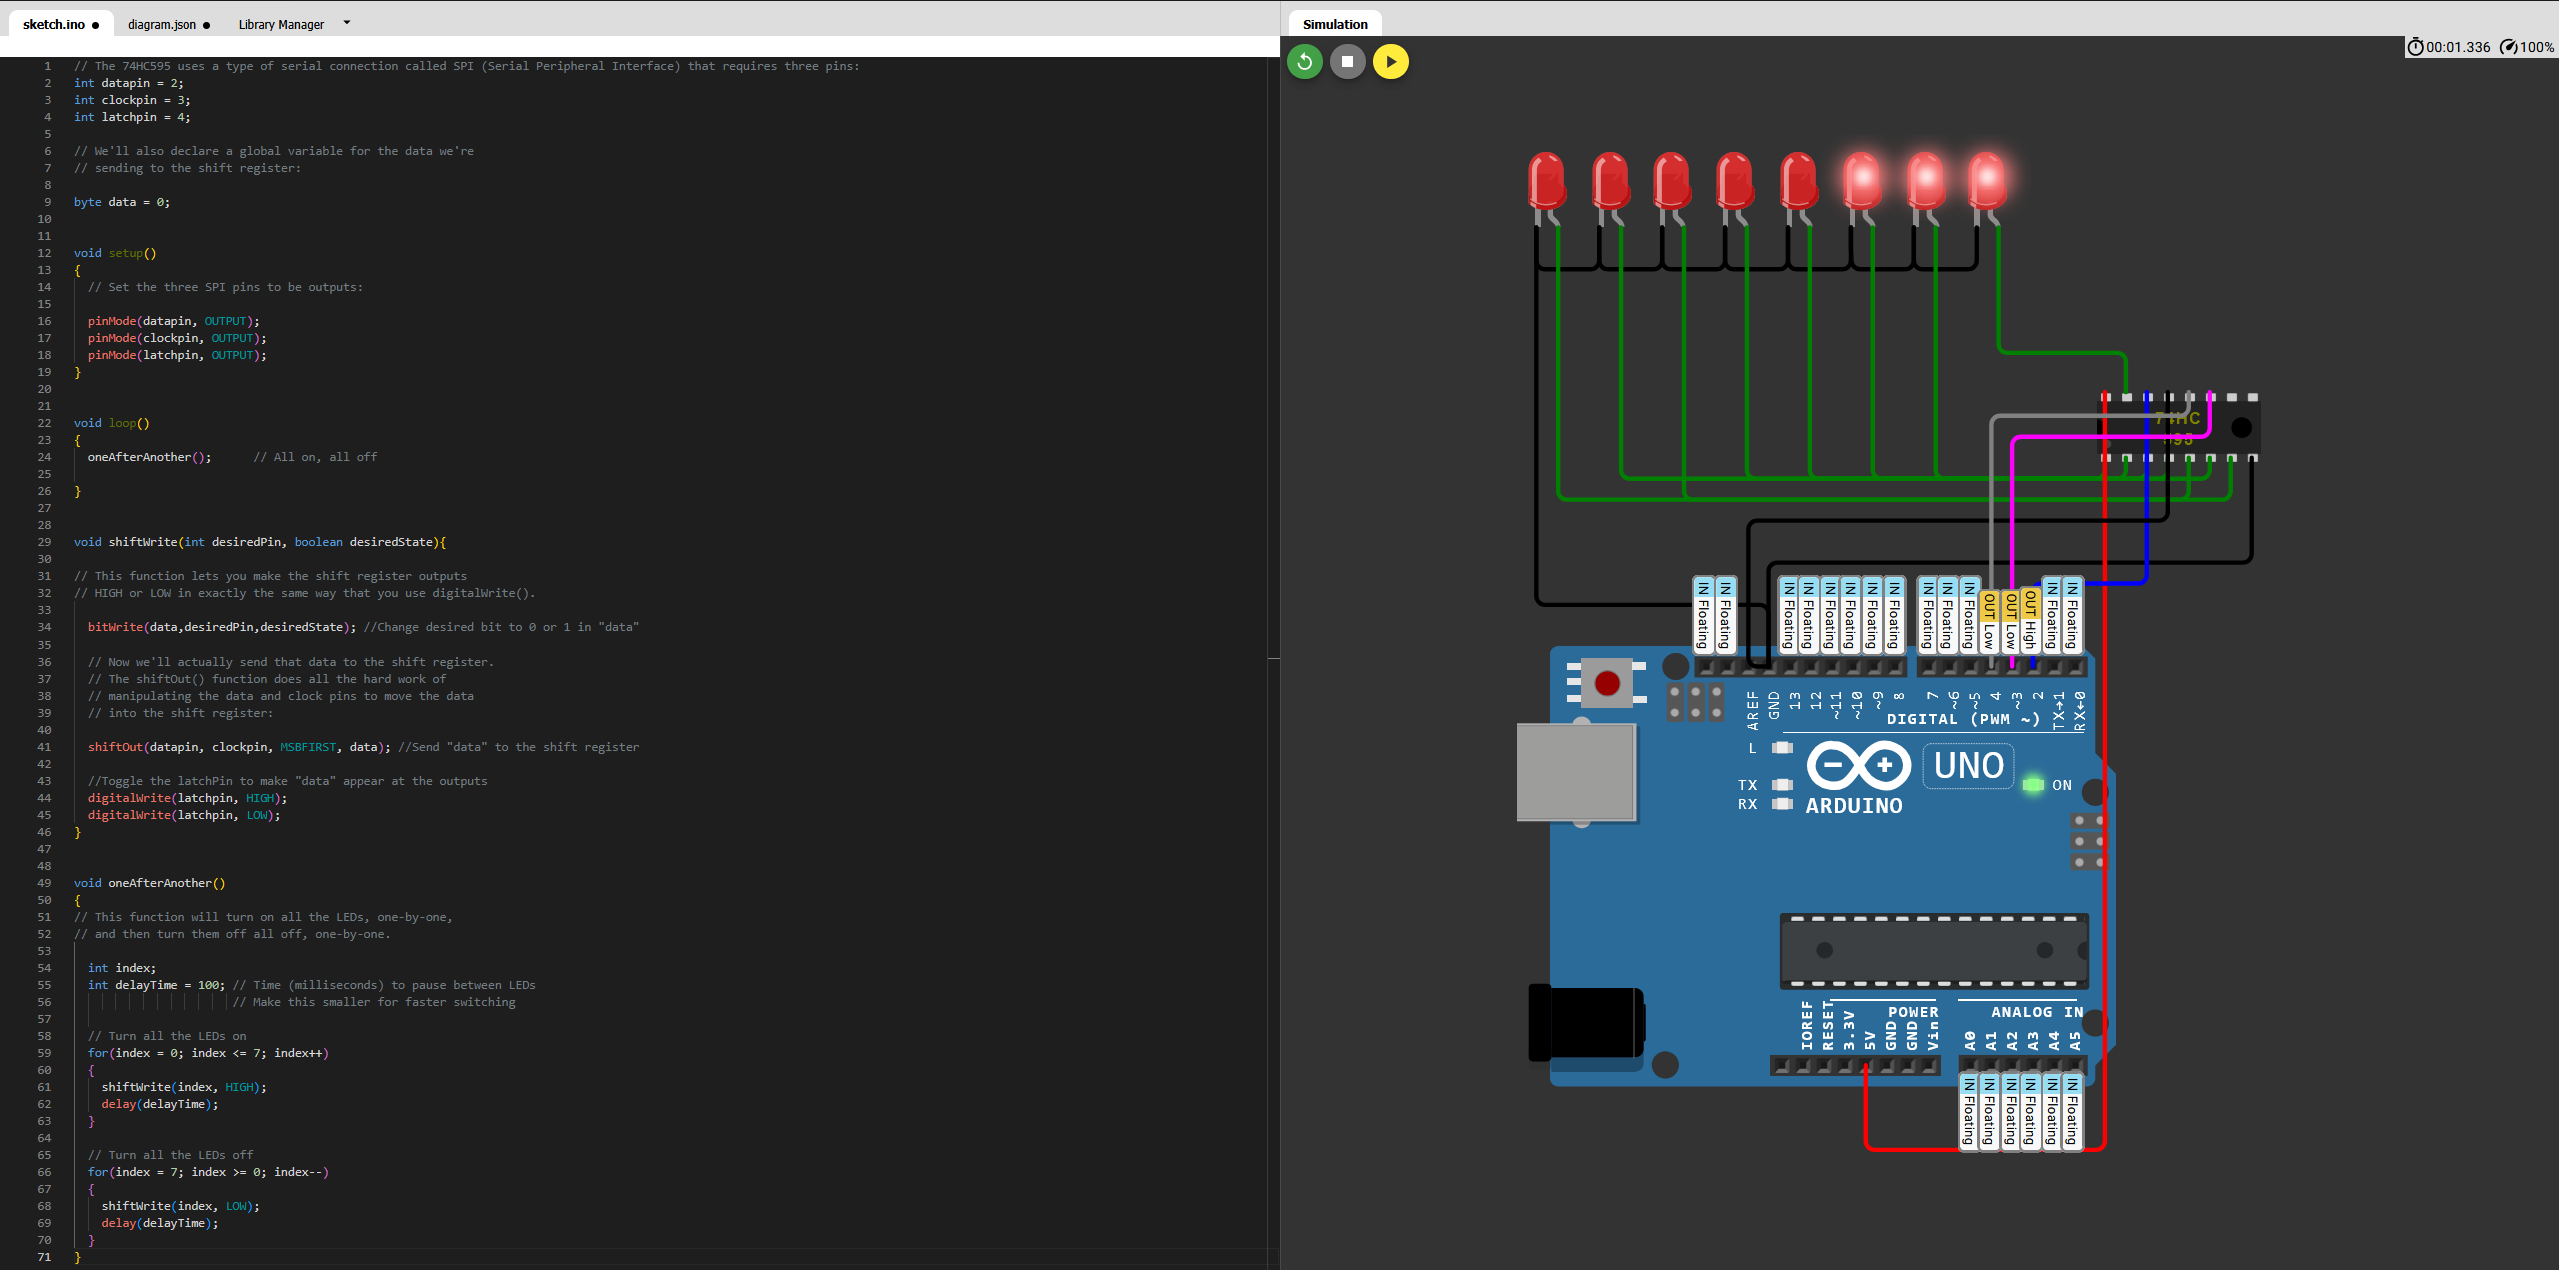 sketch.ino ● diagram.json ● Library Manager
1 // The 74HC595 uses a type of serial connection called SPI (Serial Peripheral Interface) that requires three pins:
2 int datapin = 2;
3 int clockpin = 3;
4 int latchpin = 4;
5
6 // We'll also declare a global variable for the data we're
7 // sending to the shift register:
8
9 byte data = 0;
10
11
12 void setup()
13 {
14 // Set the three SPI pins to be outputs:
15
16 pinMode(datapin, OUTPUT);
17 pinMode(clockpin, OUTPUT);
18 pinMode(latchpin, OUTPUT);
19 }
20
21
22 void loop()
23 {
24 oneAfterAnother(); // All on, all off
25
26 }
27
28
29 void shiftWrite(int desiredPin, boolean desiredState){
30
31 // This function lets you make the shift register outputs
32 // HIGH or LOW in exactly the same way that you use digitalWrite().
33
34 bitWrite(data,desiredPin,desiredState); //Change desired bit to 0 or 1 in "data"
35
36 // Now we'll actually send that data to the shift register.
37 // The shiftOut() function does all the hard work of
38 // manipulating the data and clock pins to move the data
39 // into the shift register:
40
41 shiftOut(datapin, clockpin, MSBFIRST, data); //Send "data" to the shift register
42
43 //Toggle the latchPin to make "data" appear at the outputs
44 digitalWrite(latchpin, HIGH);
45 digitalWrite(latchpin, LOW);
46 }
47
48
49 void oneAfterAnother()
50 {
51 // This function will turn on all the LEDs, one-by-one,
52 // and then turn them off all off, one-by-one.
53
54 int index;
55 int delayTime = 100; // Time (milliseconds) to pause between LEDs
56 // Make this smaller for faster switching
57
58 // Turn all the LEDs on
59 for(index = 0; index <= 7; index++)
60 {
61 shiftWrite(index, HIGH);
62 delay(delayTime);
63 }
64
65 // Turn all the LEDs off
66 for(index = 7; index >= 0; index--)
67 {
68 shiftWrite(index, LOW);
69 delay(delayTime);
70 }
71 }
Simulation
00:01.336 100%
74HC
595
IN Floating
IN Floating
IN Floating
IN Floating
IN Floating
IN Floating
IN Floating
IN Floating
IN Floating
IN Floating
IN Floating
OUT Low
OUT Low
OUT High
IN Floating
IN Floating
AREF
GND
13
12
~11
~10
~9
8
7
~6
~5
4
~3
2
TX→1
RX←0
DIGITAL (PWM ~)
L
TX
RX
UNO
ON
ARDUINO
POWER
ANALOG IN
IOREF
RESET
3.3V
5V
GND
GND
Vin
A0
A1
A2
A3
A4
A5
IN Floating
IN Floating
IN Floating
IN Floating
IN Floating
IN Floating